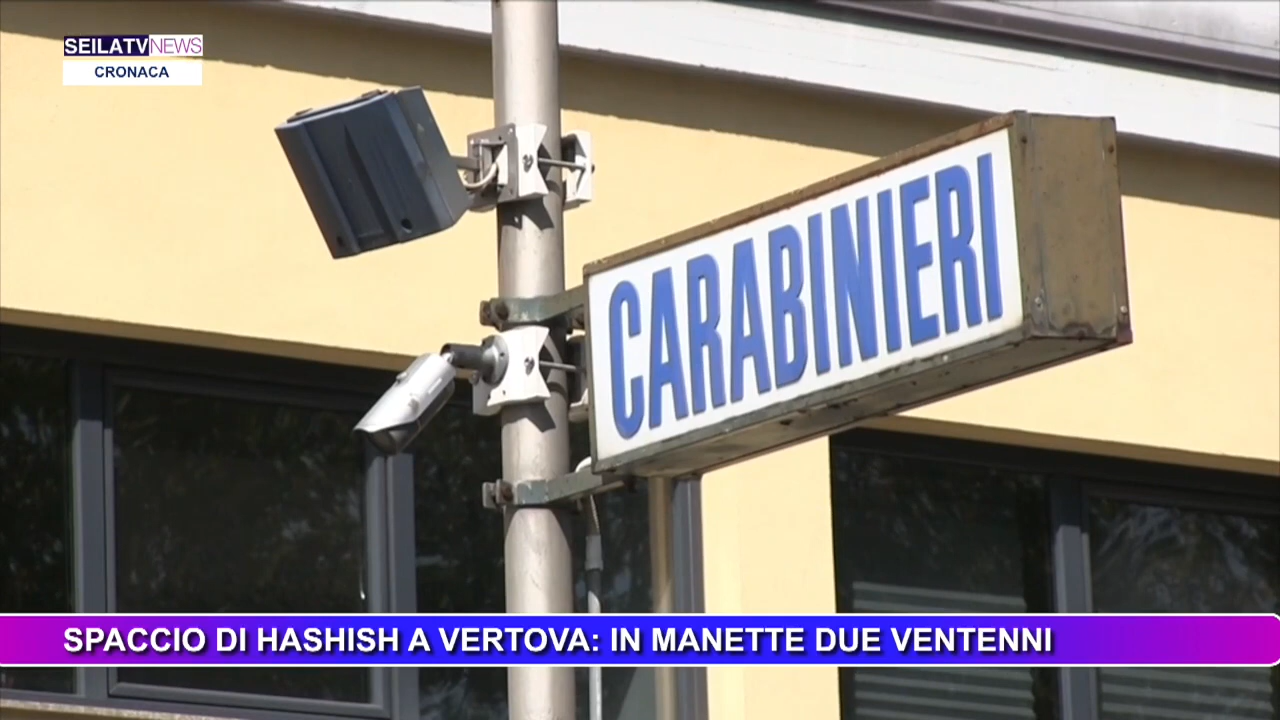 SEILATVNEWS
CRONACA
CARABINIERI
SPACCIO DI HASHISH A VERTOVA: IN MANETTE DUE VENTENNI